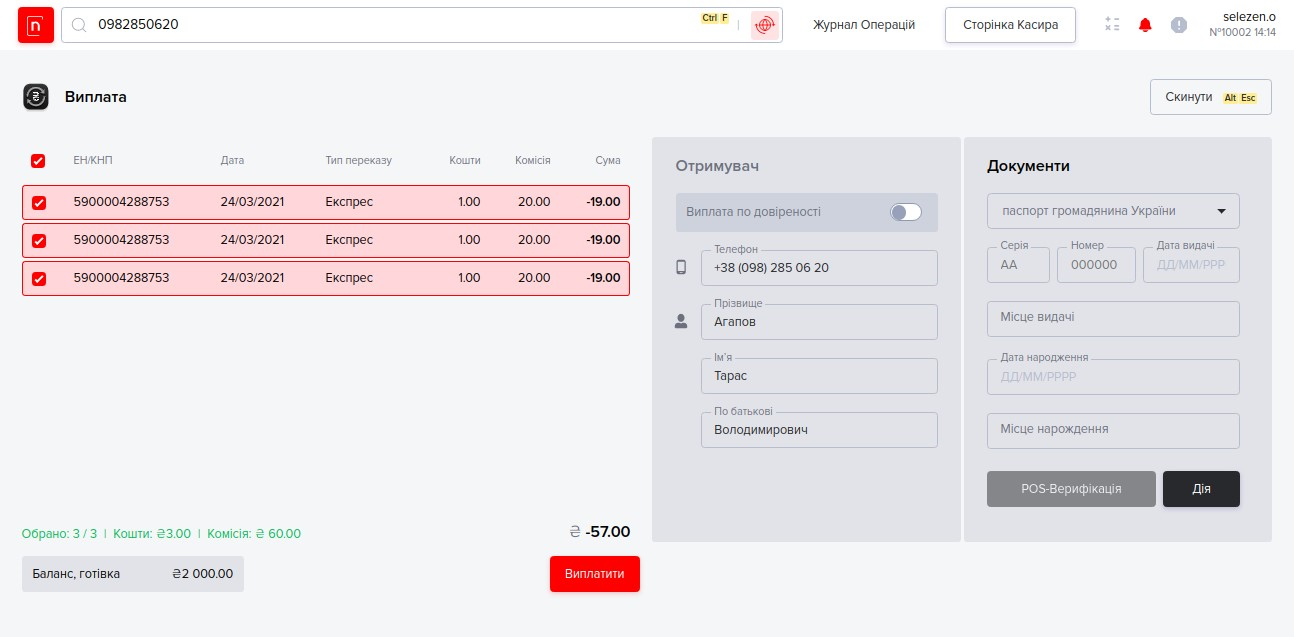 n
0982850620
Ctrl F
Журнал Операцій
Сторінка Касира
selezen.o
№10002 14:14
Виплата
Скинути Alt Esc
ЕН/КНП Дата Тип переказу Кошти Комісія Сума
5900004288753 24/03/2021 Експрес 1.00 20.00 -19.00
5900004288753 24/03/2021 Експрес 1.00 20.00 -19.00
5900004288753 24/03/2021 Експрес 1.00 20.00 -19.00
Обрано: 3 / 3 | Кошти: ₴3.00 | Комісія: ₴ 60.00
₴ -57.00
Баланс, готівка ₴2 000.00
Виплатити
Отримувач
Виплата по довіреності
Телефон
+38 (098) 285 06 20
Прізвище
Агапов
Ім'я
Тарас
По батькові
Володимирович
Документи
паспорт громадянина України
Серія Номер Дата видачі
АА 000000 ДД/ММ/РРР
Місце видачі
Дата народження
ДД/ММ/РРРР
Місце нарождення
POS-Верифікація
Дія